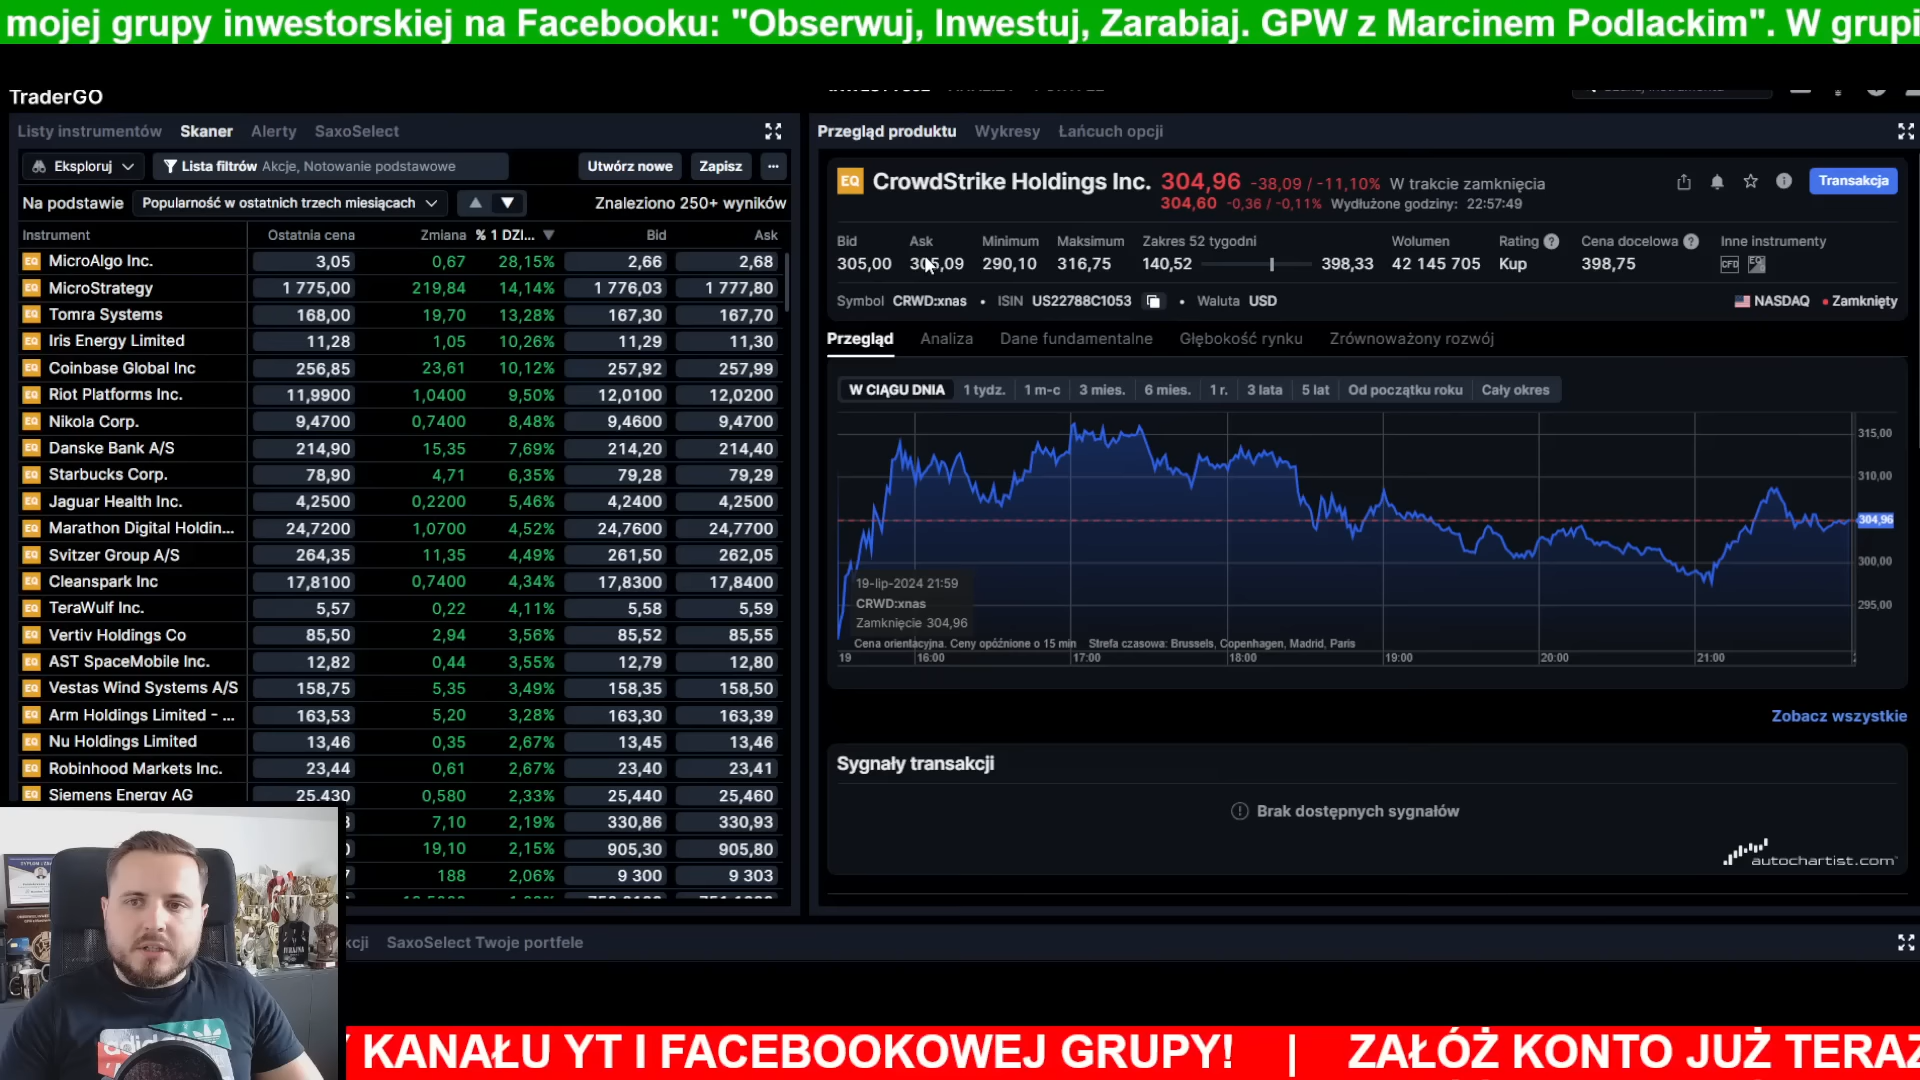 mojej grupy inwestorskiej na Facebooku: "Obserwuj, Inwestuj, Zarabiaj. GPW z Marcinem Podlackim". W grupi
TraderGO
Listy instrumentów Skaner Alerty SaxoSelect
Eksploruj Lista filtrów Akcje, Notowanie podstawowe Utwórz nowe Zapisz ...
Na podstawie Popularność w ostatnich trzech miesiącach Znaleziono 250+ wyników
Instrument Ostatnia cena Zmiana % 1 DZI... Bid Ask
EQ MicroAlgo Inc. 3,05 0,67 28,15% 2,66 2,68
EQ MicroStrategy 1 775,00 219,84 14,14% 1 776,03 1 777,80
EQ Tomra Systems 168,00 19,70 13,28% 167,30 167,70
EQ Iris Energy Limited 11,28 1,05 10,26% 11,29 11,30
EQ Coinbase Global Inc 256,85 23,61 10,12% 257,92 257,99
EQ Riot Platforms Inc. 11,9900 1,0400 9,50% 12,0100 12,0200
EQ Nikola Corp. 9,4700 0,7400 8,48% 9,4600 9,4700
EQ Danske Bank A/S 214,90 15,35 7,69% 214,20 214,40
EQ Starbucks Corp. 78,90 4,71 6,35% 79,28 79,29
EQ Jaguar Health Inc. 4,2500 0,2200 5,46% 4,2400 4,2500
EQ Marathon Digital Holdin... 24,7200 1,0700 4,52% 24,7600 24,7700
EQ Svitzer Group A/S 264,35 11,35 4,49% 261,50 262,05
EQ Cleanspark Inc 17,8100 0,7400 4,34% 17,8300 17,8400
EQ TeraWulf Inc. 5,57 0,22 4,11% 5,58 5,59
EQ Vertiv Holdings Co 85,50 2,94 3,56% 85,52 85,55
EQ AST SpaceMobile Inc. 12,82 0,44 3,55% 12,79 12,80
EQ Vestas Wind Systems A/S 158,75 5,35 3,49% 158,35 158,50
EQ Arm Holdings Limited - ... 163,53 5,20 3,28% 163,30 163,39
EQ Nu Holdings Limited 13,46 0,35 2,67% 13,45 13,46
EQ Robinhood Markets Inc. 23,44 0,61 2,67% 23,40 23,41
EQ Siemens Energy AG 25,430 0,580 2,33% 25,440 25,460
7,10 2,19% 330,86 330,93
19,10 2,15% 905,30 905,80
188 2,06% 9 300 9 303
Przegląd produktu Wykresy Łańcuch opcji
EQ CrowdStrike Holdings Inc. 304,96 -38,09 / -11,10% W trakcie zamknięcia
304,60 -0,36 / -0,11% Wydłużone godziny: 22:57:49
Transakcja
Bid Ask Minimum Maksimum Zakres 52 tygodni Wolumen Rating ? Cena docelowa ? Inne instrumenty
305,00 305,09 290,10 316,75 140,52 398,33 42 145 705 Kup 398,75 CFD EQ
Symbol CRWD:xnas • ISIN US22788C1053 • Waluta USD NASDAQ • Zamknięty
Przegląd Analiza Dane fundamentalne Głębokość rynku Zrównoważony rozwój
W CIĄGU DNIA 1 tydz. 1 m-c 3 mies. 6 mies. 1 r. 3 lata 5 lat Od początku roku Cały okres
315,00
310,00
304,96
300,00
295,00
19-lip-2024 21:59
CRWD:xnas
Zamknięcie 304,96
Cena orientacyjna. Ceny opóźnione o 15 min Strefa czasowa: Brussels, Copenhagen, Madrid, Paris
19 16:00 17:00 18:00 19:00 20:00 21:00
Zobacz wszystkie
Sygnały transakcji
Brak dostępnych sygnałów
autochartist.com
kcji SaxoSelect Twoje portfele
KANAŁU YT I FACEBOOKOWEJ GRUPY! | ZAŁÓŻ KONTO JUŻ TERAZ